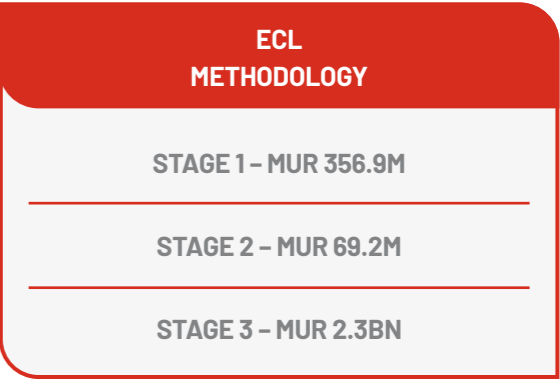 ECL
METHODOLOGY
STAGE 1 – MUR 356.9M
STAGE 2 – MUR 69.2M
STAGE 3 – MUR 2.3BN